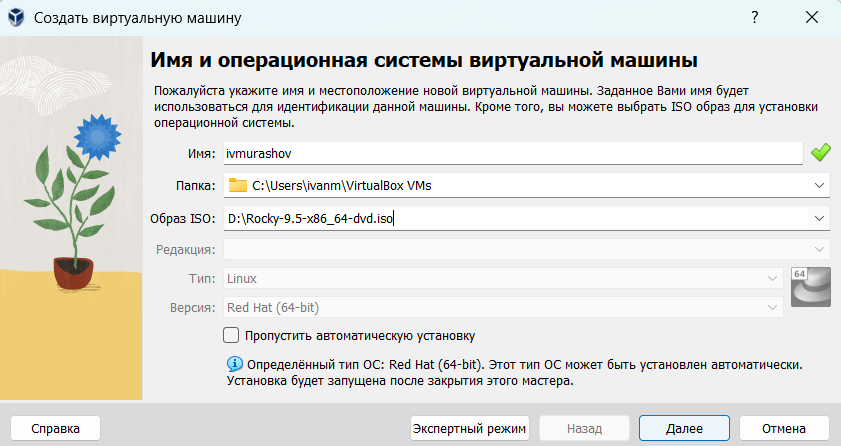 Создать виртуальную машину
?
Имя и операционная системы виртуальной машины
Пожалуйста укажите имя и местоположение новой виртуальной машины. Заданное Вами имя будет
использоваться для идентификации данной машины. Кроме того, вы можете выбрать ISO образ для установки
операционной системы.
Имя: ivmurashov
Папка: C:\Users\ivanm\VirtualBox VMs
Образ ISO: D:\Rocky-9.5-x86_64-dvd.iso
Редакция:
Тип: Linux
64
Версия: Red Hat (64-bit)
Пропустить автоматическую установку
Определённый тип ОС: Red Hat (64-bit). Этот тип ОС может быть установлен автоматически.
Установка будет запущена после закрытия этого мастера.
Справка Экспертный режим Назад Далее Отмена